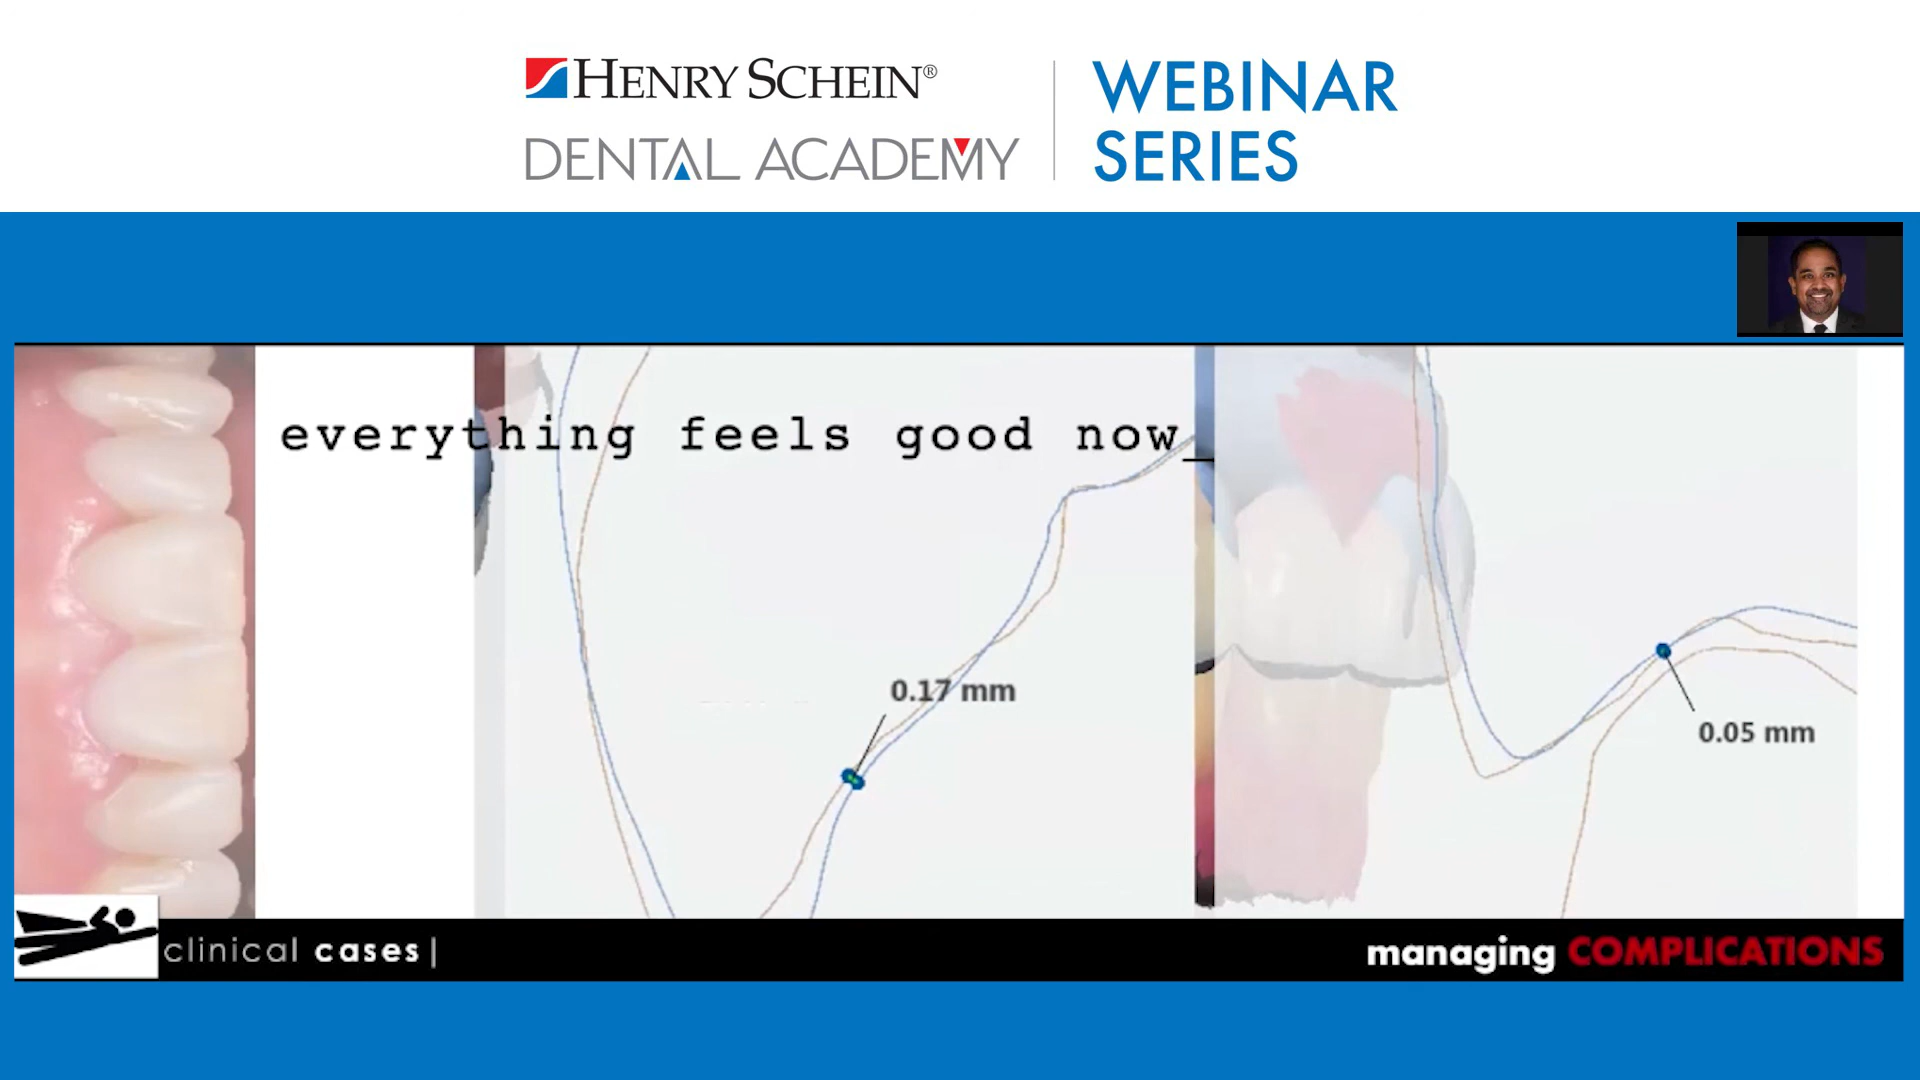 HENRY SCHEIN®
DENTAL ACADEMY
WEBINAR
SERIES
everything feels good now_
0.17 mm
0.05 mm
clinical cases|
managing COMPLICATIONS